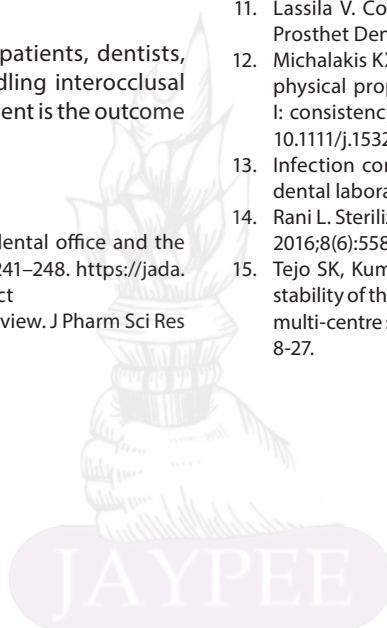 patients, dentists,
dling interocclusal
ent is the outcome
dental office and the
241–248. https://jada.
ct
view. J Pharm Sci Res
11. Lassila V. Co
Prosthet Den
12. Michalakis KX
physical prop
I: consistenc
10.1111/j.1532
13. Infection con
dental labora
14. Rani L. Steriliz
2016;8(6):558
15. Tejo SK, Kum
stability of th
multi-centre s
8-27.
JAYPEE